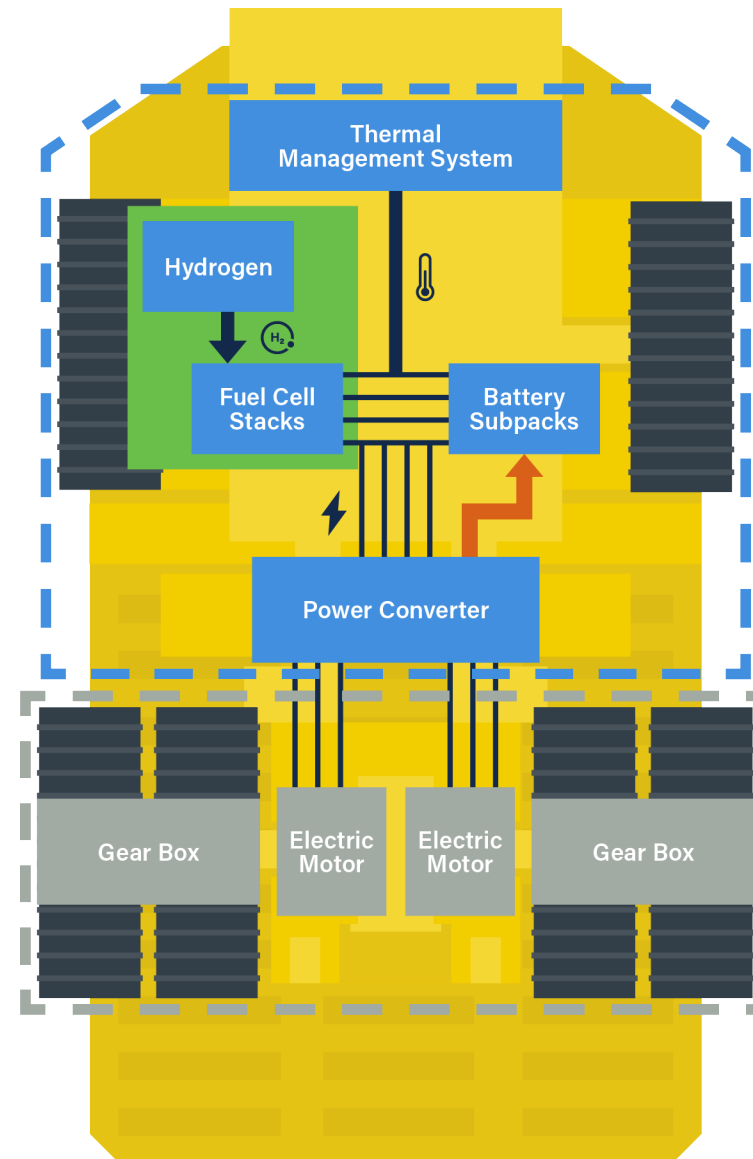 Thermal
Management System
Hydrogen
H₂
Fuel Cell
Stacks
Battery
Subpacks
Power Converter
Gear Box
Electric
Motor
Electric
Motor
Gear Box